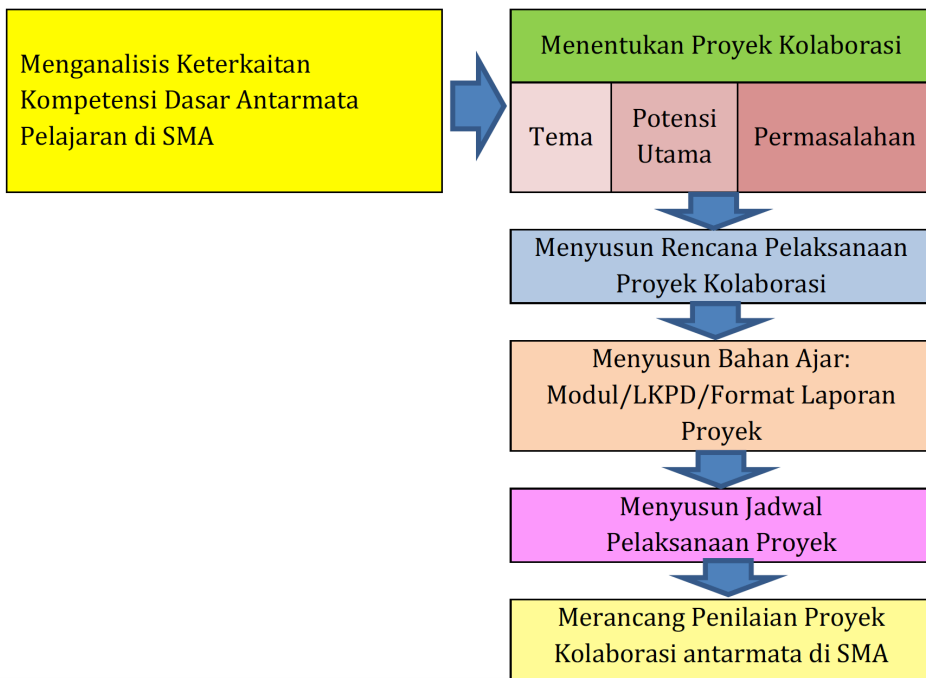 Menganalisis Keterkaitan
Kompetensi Dasar Antarmata
Pelajaran di SMA
Menentukan Proyek Kolaborasi
Tema
Potensi
Utama
Permasalahan
Menyusun Rencana Pelaksanaan
Proyek Kolaborasi
Menyusun Bahan Ajar:
Modul/LKPD/Format Laporan
Proyek
Menyusun Jadwal
Pelaksanaan Proyek
Merancang Penilaian Proyek
Kolaborasi antarmata di SMA